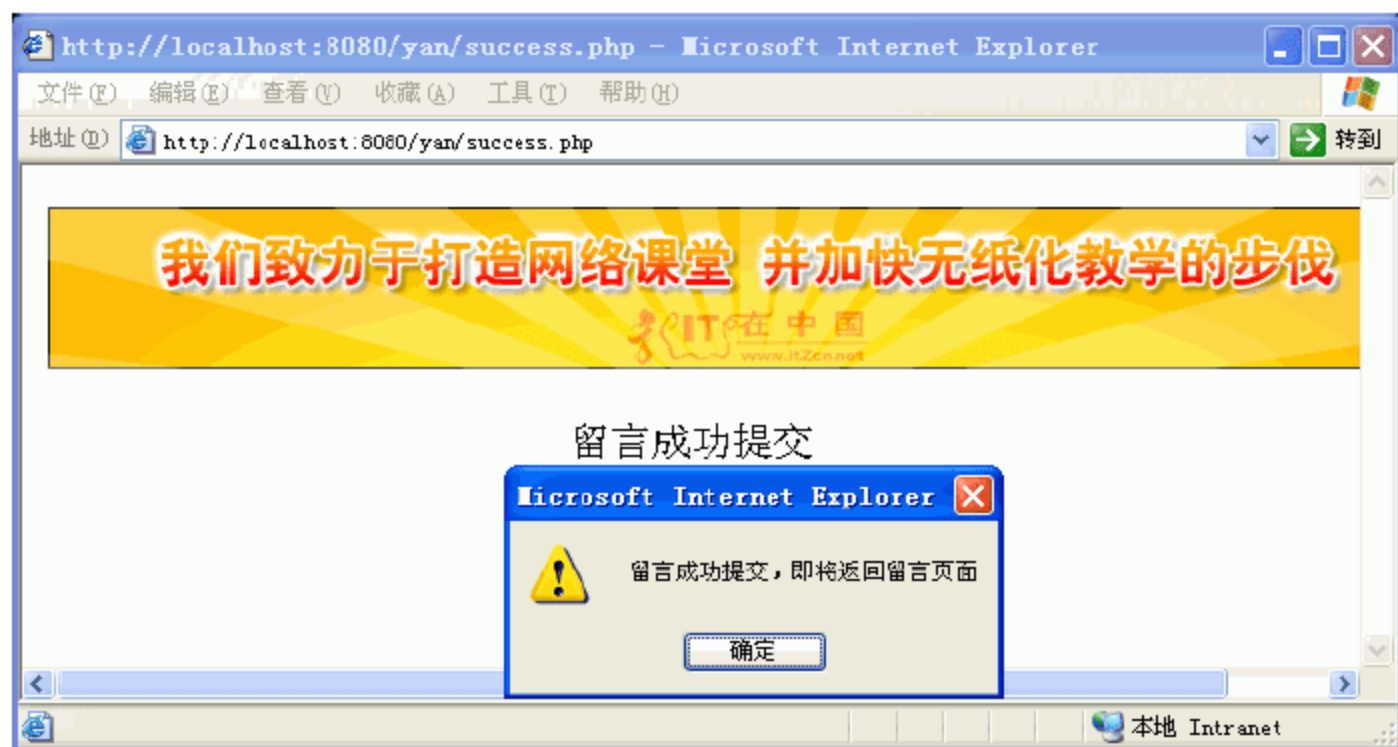 http://localhost:8080/yan/success.php - Microsoft Internet Explorer
文件(F) 编辑(E) 查看(V) 收藏(A) 工具(T) 帮助(H)
地址(D) http://localhost:8080/yan/success.php 转到
我们致力于打造网络课堂 并加快无纸化教学的步伐
IT在中国
www.itZcn.net
留言成功提交
Microsoft Internet Explorer
留言成功提交，即将返回留言页面
确定
本地 Intranet